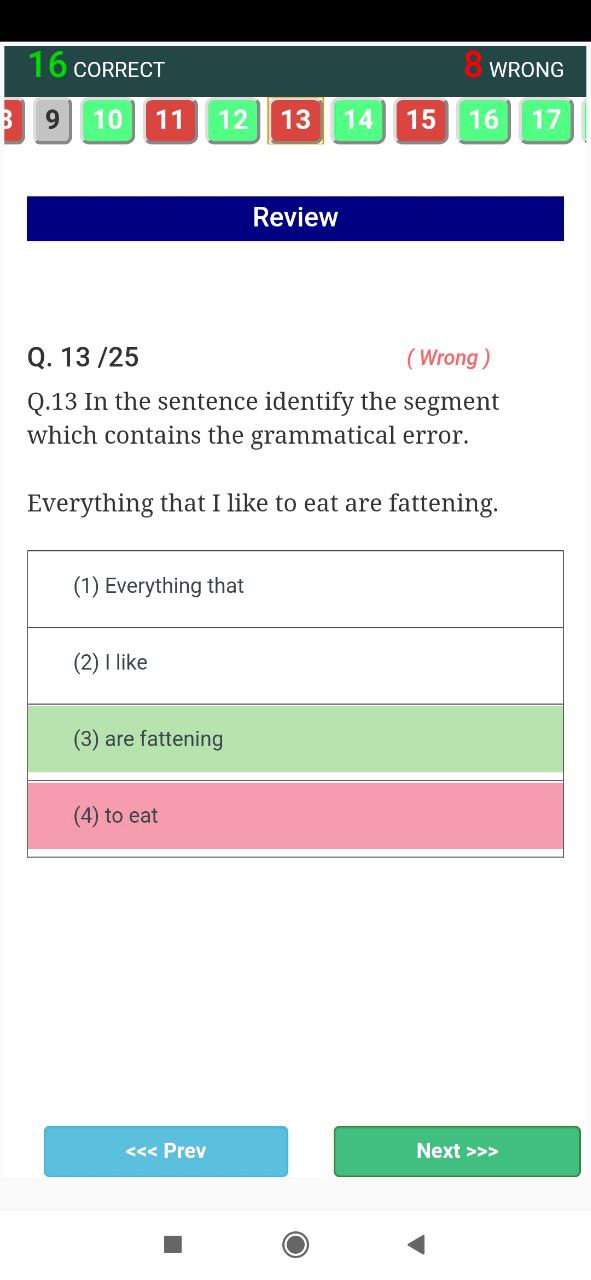 16 CORRECT 8 WRONG
9 10 11 12 13 14 15 16 17
Review
Q. 13 /25 ( Wrong )
Q.13 In the sentence identify the segment
which contains the grammatical error.
Everything that I like to eat are fattening.
(1) Everything that
(2) I like
(3) are fattening
(4) to eat
<<< Prev Next >>>